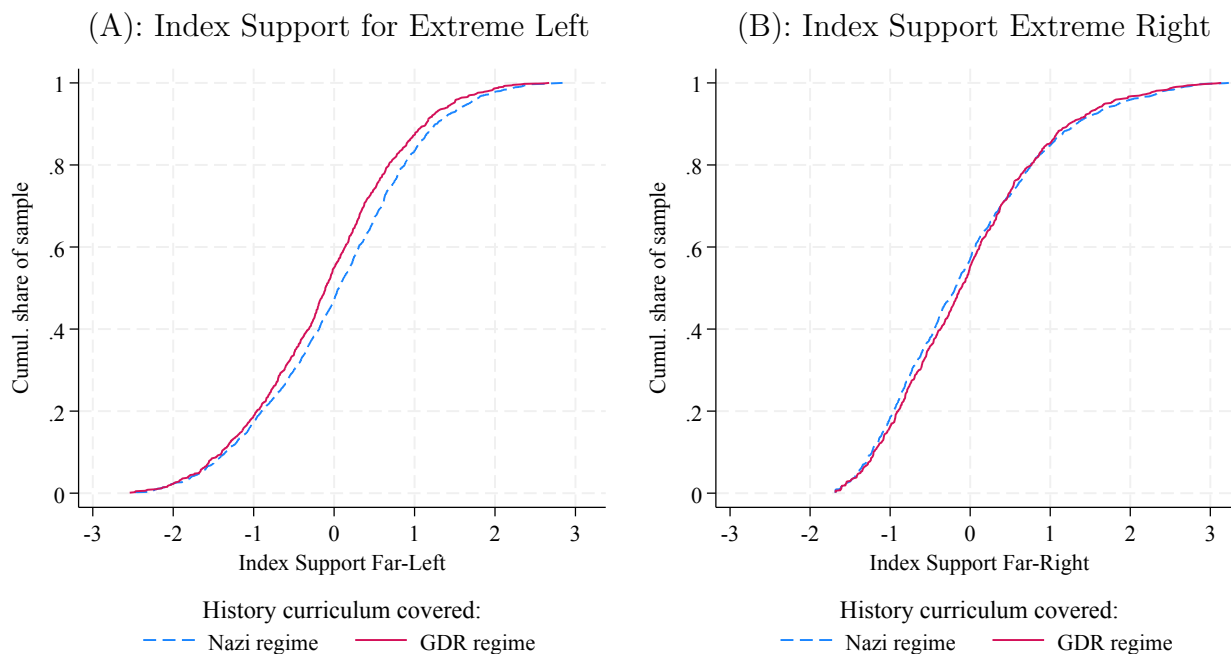 (A): Index Support for Extreme Left
1
.8
.6
.4
.2
0
Cumul. share of sample
-3 -2 -1 0 1 2 3
Index Support Far-Left
History curriculum covered:
Nazi regime GDR regime
(B): Index Support Extreme Right
1
.8
.6
.4
.2
0
Cumul. share of sample
-3 -2 -1 0 1 2 3
Index Support Far-Right
History curriculum covered:
Nazi regime GDR regime